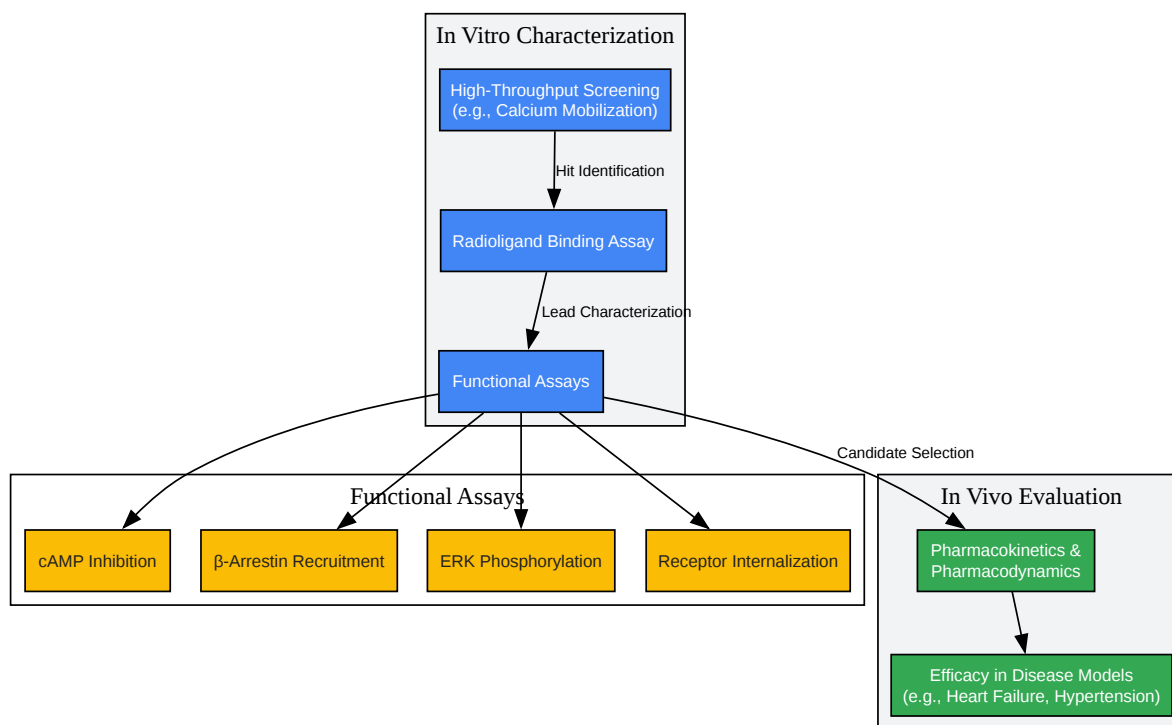 In Vitro Characterization
High-Throughput Screening
(e.g., Calcium Mobilization)
Hit Identification
Radioligand Binding Assay
Lead Characterization
Functional Assays
Candidate Selection
Functional Assays
cAMP Inhibition
β-Arrestin Recruitment
ERK Phosphorylation
Receptor Internalization
In Vivo Evaluation
Pharmacokinetics &
Pharmacodynamics
Efficacy in Disease Models
(e.g., Heart Failure, Hypertension)